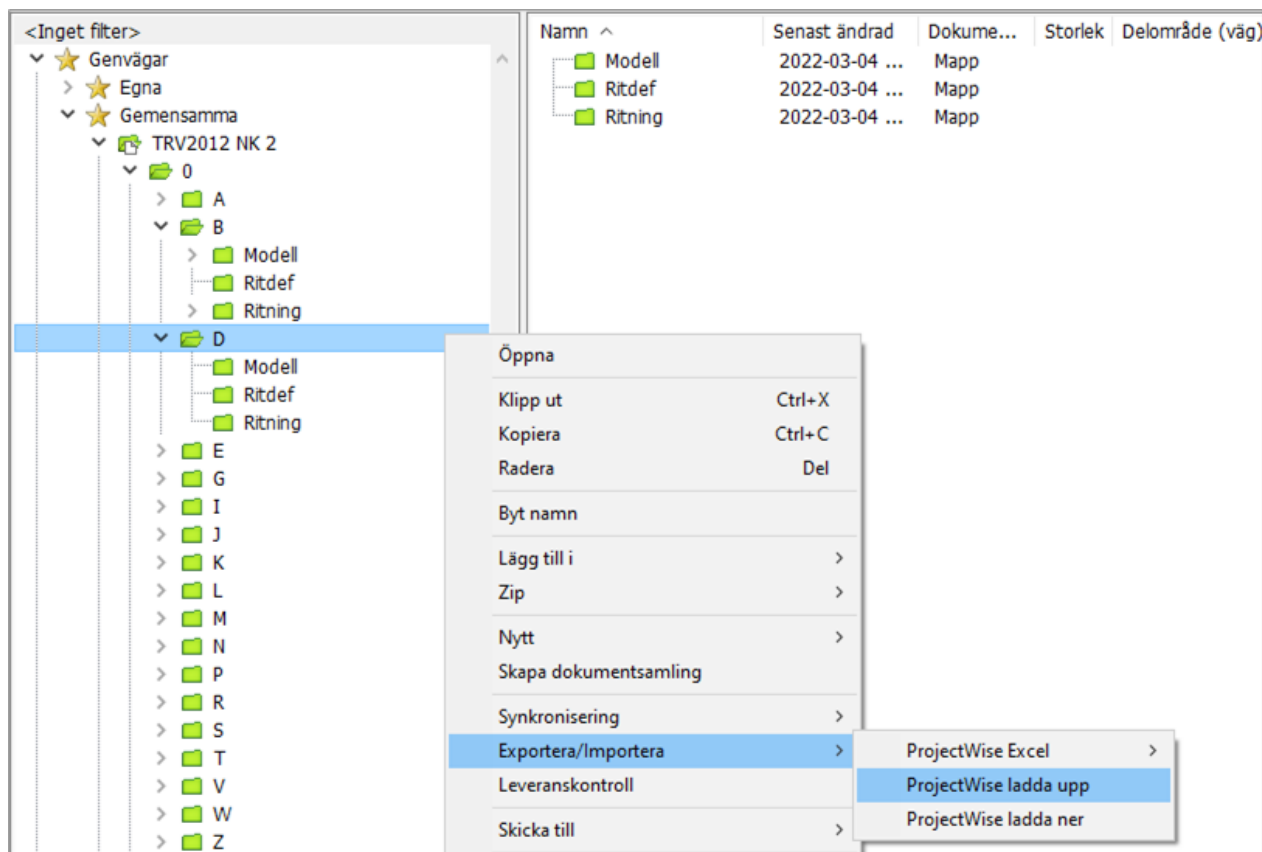 <Inget filter>
Genvägar
Egna
Gemensamma
TRV2012 NK 2
0
A
B
Modell
Ritdef
Ritning
D
Modell
Ritdef
Ritning
E
G
I
J
K
L
M
N
P
R
S
T
V
W
Z
Namn Senast ändrad Dokume... Storlek Delområde (väg)
Modell 2022-03-04 ... Mapp
Ritdef 2022-03-04 ... Mapp
Ritning 2022-03-04 ... Mapp
Öppna
Klipp ut Ctrl+X
Kopiera Ctrl+C
Radera Del
Byt namn
Lägg till i
Zip
Nytt
Skapa dokumentsamling
Synkronisering
Exportera/Importera
Leveranskontroll
Skicka till
ProjectWise Excel
ProjectWise ladda upp
ProjectWise ladda ner